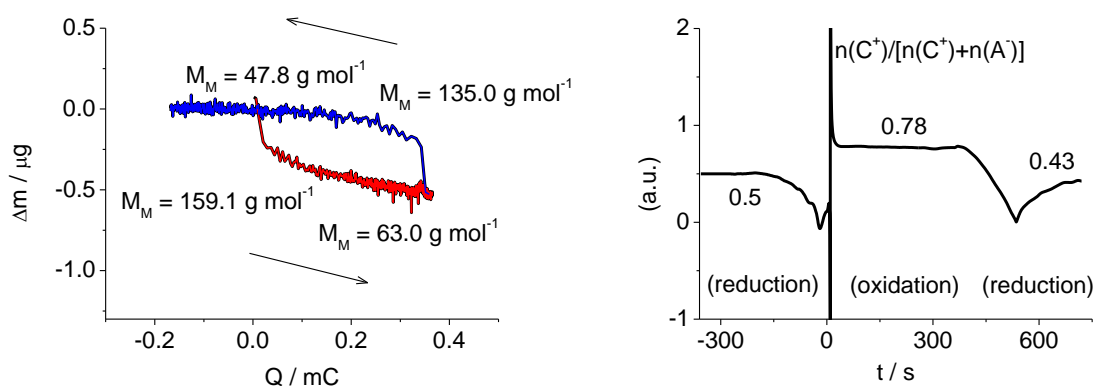 0.5
0.0
-0.5
-1.0
Δm / μg
M_M = 47.8 g mol⁻¹
M_M = 135.0 g mol⁻¹
M_M = 159.1 g mol⁻¹
M_M = 63.0 g mol⁻¹
-0.2 0.0 0.2 0.4
Q / mC
2
1
0
-1
(a.u.)
n(C⁺)/[n(C⁺)+n(A⁻)]
0.78
0.43
0.5
(reduction) (oxidation) (reduction)
-300 0 300 600
t / s